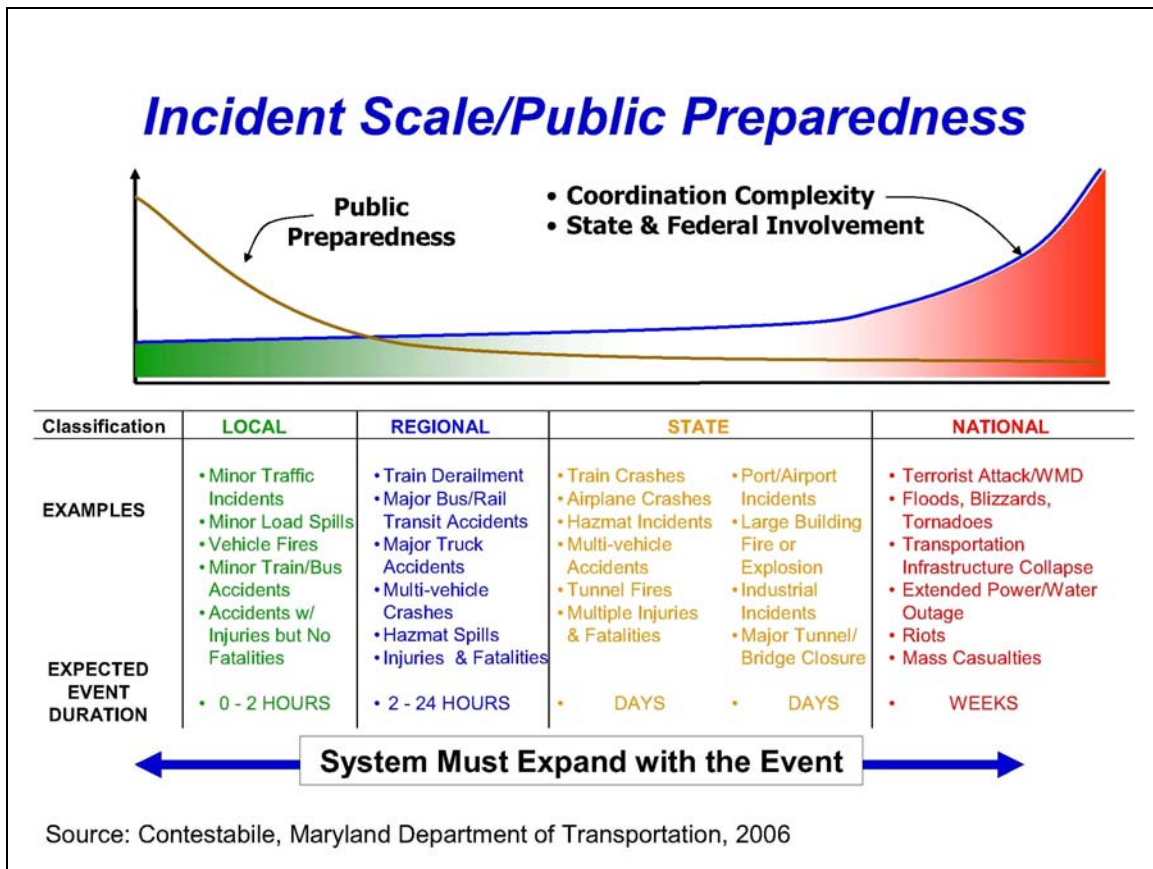 Incident Scale/Public Preparedness
Public
Preparedness
• Coordination Complexity
• State & Federal Involvement
Classification
LOCAL
REGIONAL
STATE
NATIONAL
EXAMPLES
• Minor Traffic
Incidents
• Minor Load Spills
• Vehicle Fires
• Minor Train/Bus
Accidents
• Accidents w/
Injuries but No
Fatalities
• Train Derailment
• Major Bus/Rail
Transit Accidents
• Major Truck
Accidents
• Multi-vehicle
Crashes
• Hazmat Spills
• Injuries & Fatalities
• Train Crashes
• Airplane Crashes
• Hazmat Incidents
• Multi-vehicle
Accidents
• Tunnel Fires
• Multiple Injuries
& Fatalities
• Port/Airport
Incidents
• Large Building
Fire or
Explosion
• Industrial
Incidents
• Major Tunnel/
Bridge Closure
• Terrorist Attack/WMD
• Floods, Blizzards,
Tornadoes
• Transportation
Infrastructure Collapse
• Extended Power/Water
Outage
• Riots
• Mass Casualties
EXPECTED
EVENT
DURATION
• 0 - 2 HOURS
• 2 - 24 HOURS
• DAYS
• DAYS
• WEEKS
System Must Expand with the Event
Source: Contestabile, Maryland Department of Transportation, 2006